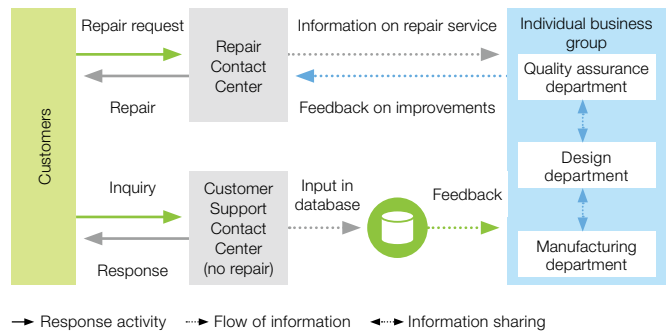 Repair request
Repair
Contact
Center
Information on repair service
Individual business
group
Quality assurance
department
Repair
Feedback on improvements
Customers
Inquiry
Customer
Support
Contact
Center
(no repair)
Input in
database
Feedback
Design
department
Response
Manufacturing
department
Response activity
Flow of information
Information sharing